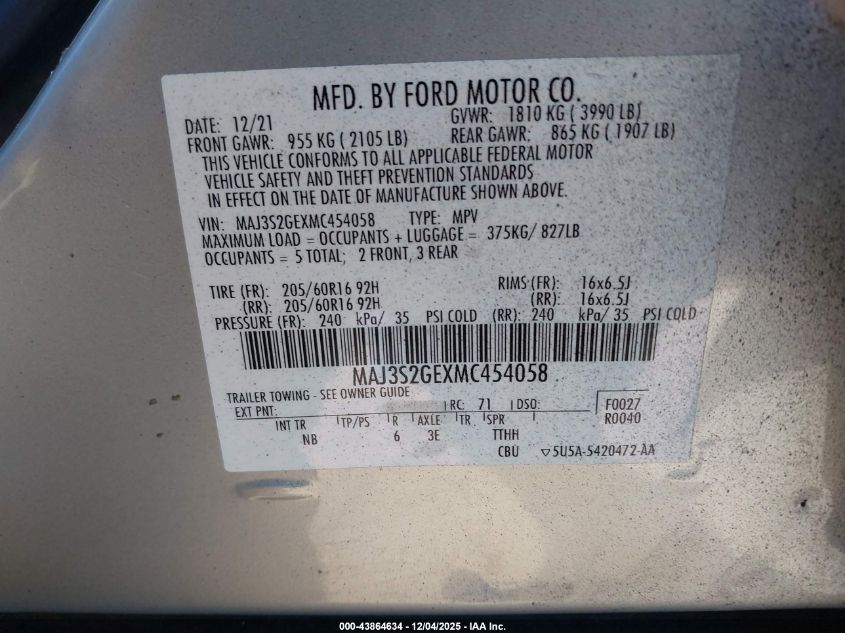 MFD. BY FORD MOTOR CO.
DATE: 12/21 GVWR: 1810 KG ( 3990 LB)
FRONT GAWR: 955 KG ( 2105 LB) REAR GAWR: 865 KG ( 1907 LB)
THIS VEHICLE CONFORMS TO ALL APPLICABLE FEDERAL MOTOR
VEHICLE SAFETY AND THEFT PREVENTION STANDARDS
IN EFFECT ON THE DATE OF MANUFACTURE SHOWN ABOVE.
VIN: MAJ3S2GEXMC454058 TYPE: MPV
MAXIMUM LOAD = OCCUPANTS + LUGGAGE = 375KG/ 827LB
OCCUPANTS = 5 TOTAL; 2 FRONT, 3 REAR
TIRE (FR): 205/60R16 92H RIMS (FR): 16x6.5J
(RR): 205/60R16 92H (RR): 16x6.5J
PRESSURE (FR): 240 kPa/ 35 PSI COLD (RR): 240 kPa/ 35 PSI COLD
MAJ3S2GEXMC454058
TRAILER TOWING - SEE OWNER GUIDE
EXT PNT: RC: 71 DSO: F0027
INT TR TP/PS R AXLE TR SPR R0040
NB 6 3E TTHH
CBU ▽5U5A-5420472-AA
000-43864634 - 12/04/2025 - IAA Inc.